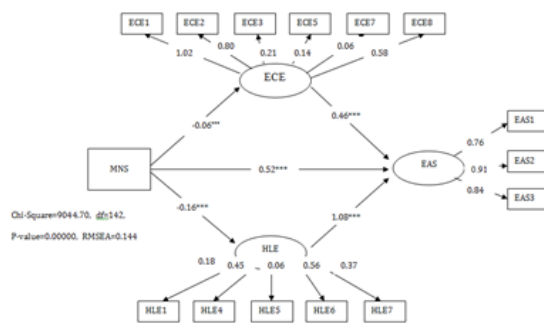 ECE1 ECE2 ECE3 ECE5 ECE7 ECE8
1.02 0.80 0.21 0.14 0.06 0.58
ECE
-0.06*** 0.46***
EAS1
0.76
MNS 0.52*** EAS 0.91 EAS2
0.84
EAS3
-0.16*** 1.08***
Chi-Square=9044.70, df=142,
P-value=0.00000, RMSEA=0.144
HLE
0.18 0.45 0.06 0.56 0.37
HLE1 HLE4 HLE5 HLE6 HLE7